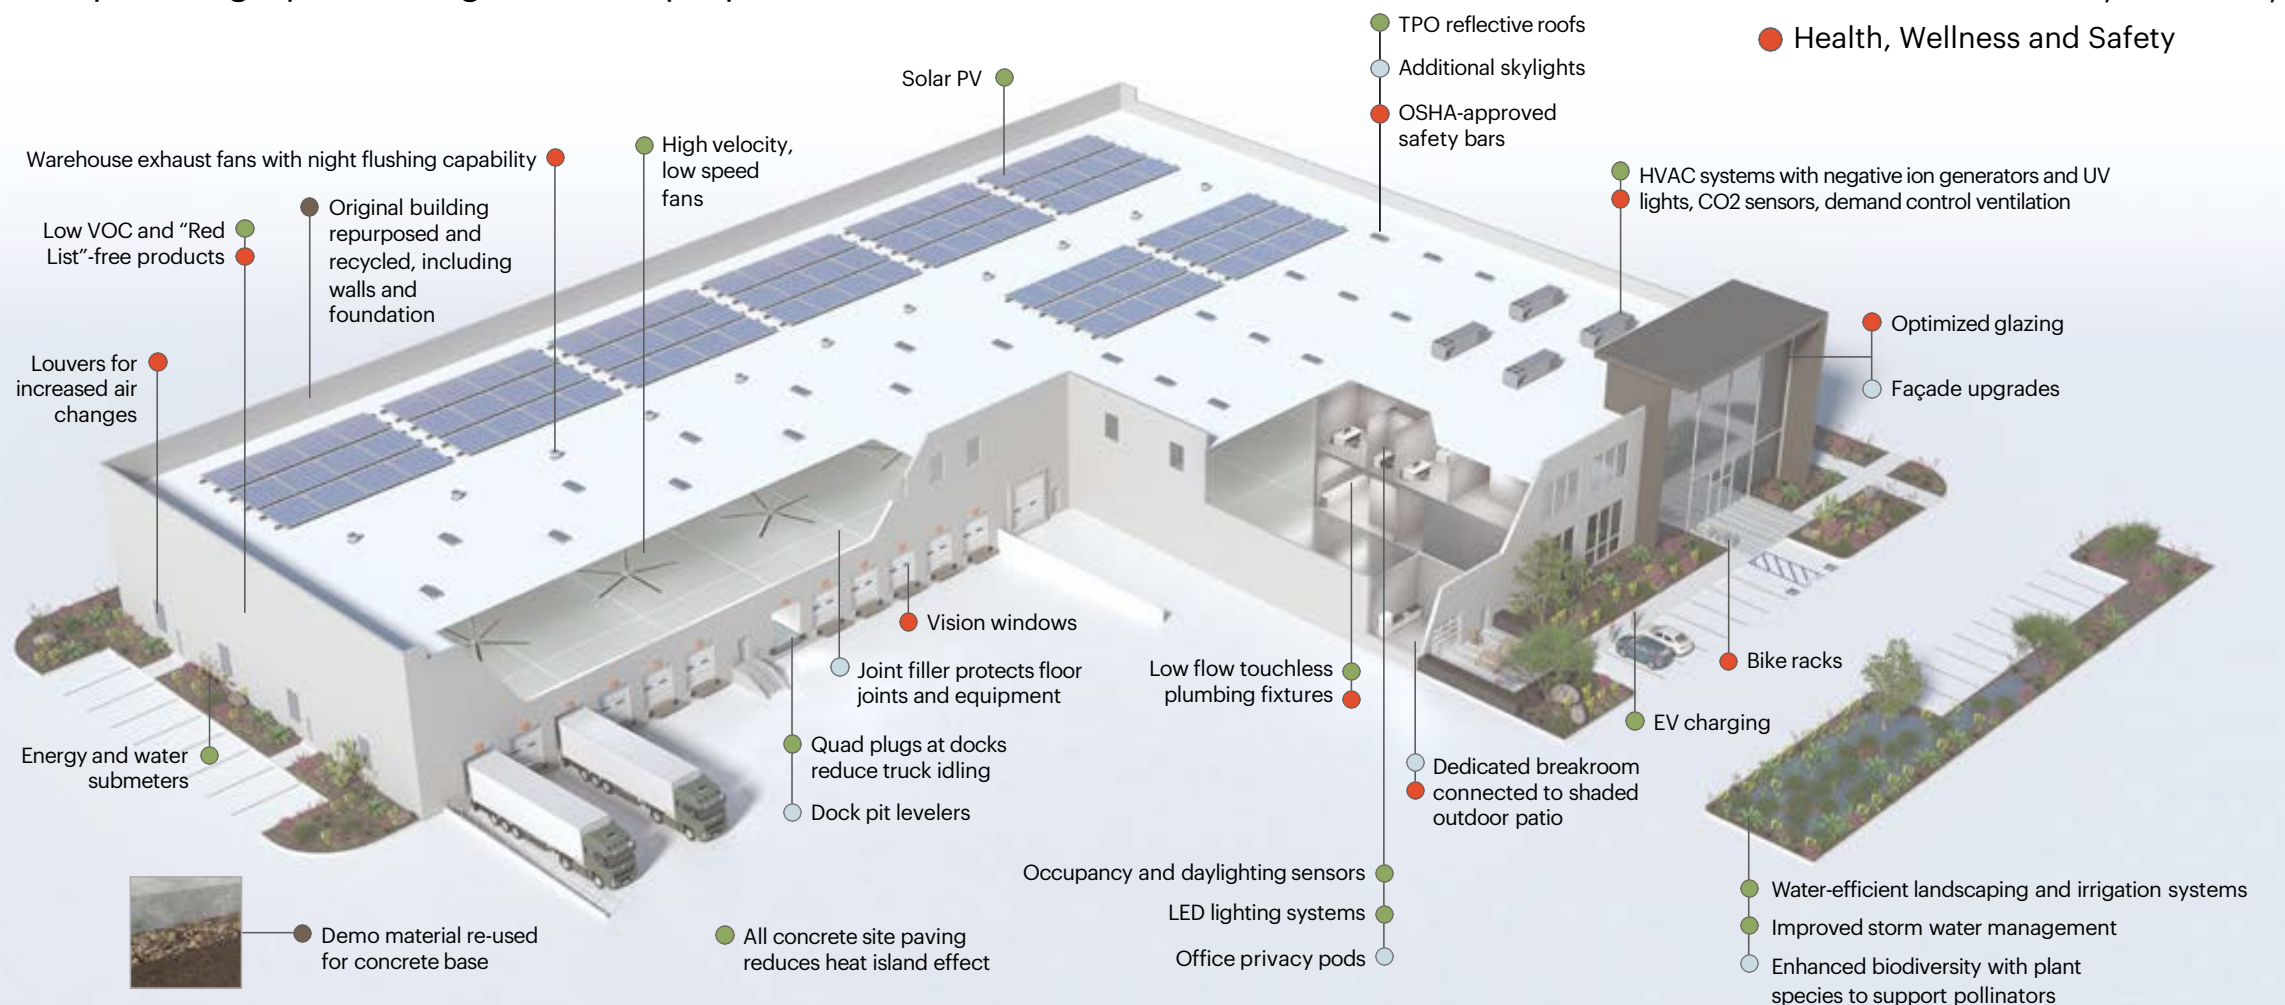 TPO reflective roofs
Health, Wellness and Safety
Additional skylights
Solar PV
OSHA-approved
safety bars
High velocity,
low speed
fans
Warehouse exhaust fans with night flushing capability
HVAC systems with negative ion generators and UV
lights, CO2 sensors, demand control ventilation
Original building
repurposed and
recycled, including
walls and
foundation
Low VOC and “Red
List”-free products
Optimized glazing
Façade upgrades
Louvers for
increased air
changes
Vision windows
Joint filler protects floor
joints and equipment
Low flow touchless
plumbing fixtures
Bike racks
EV charging
Energy and water
submeters
Quad plugs at docks
reduce truck idling
Dock pit levelers
Dedicated breakroom
connected to shaded
outdoor patio
Occupancy and daylighting sensors
LED lighting systems
Office privacy pods
Water-efficient landscaping and irrigation systems
Improved storm water management
Enhanced biodiversity with plant
species to support pollinators
Demo material re-used
for concrete base
All concrete site paving
reduces heat island effect